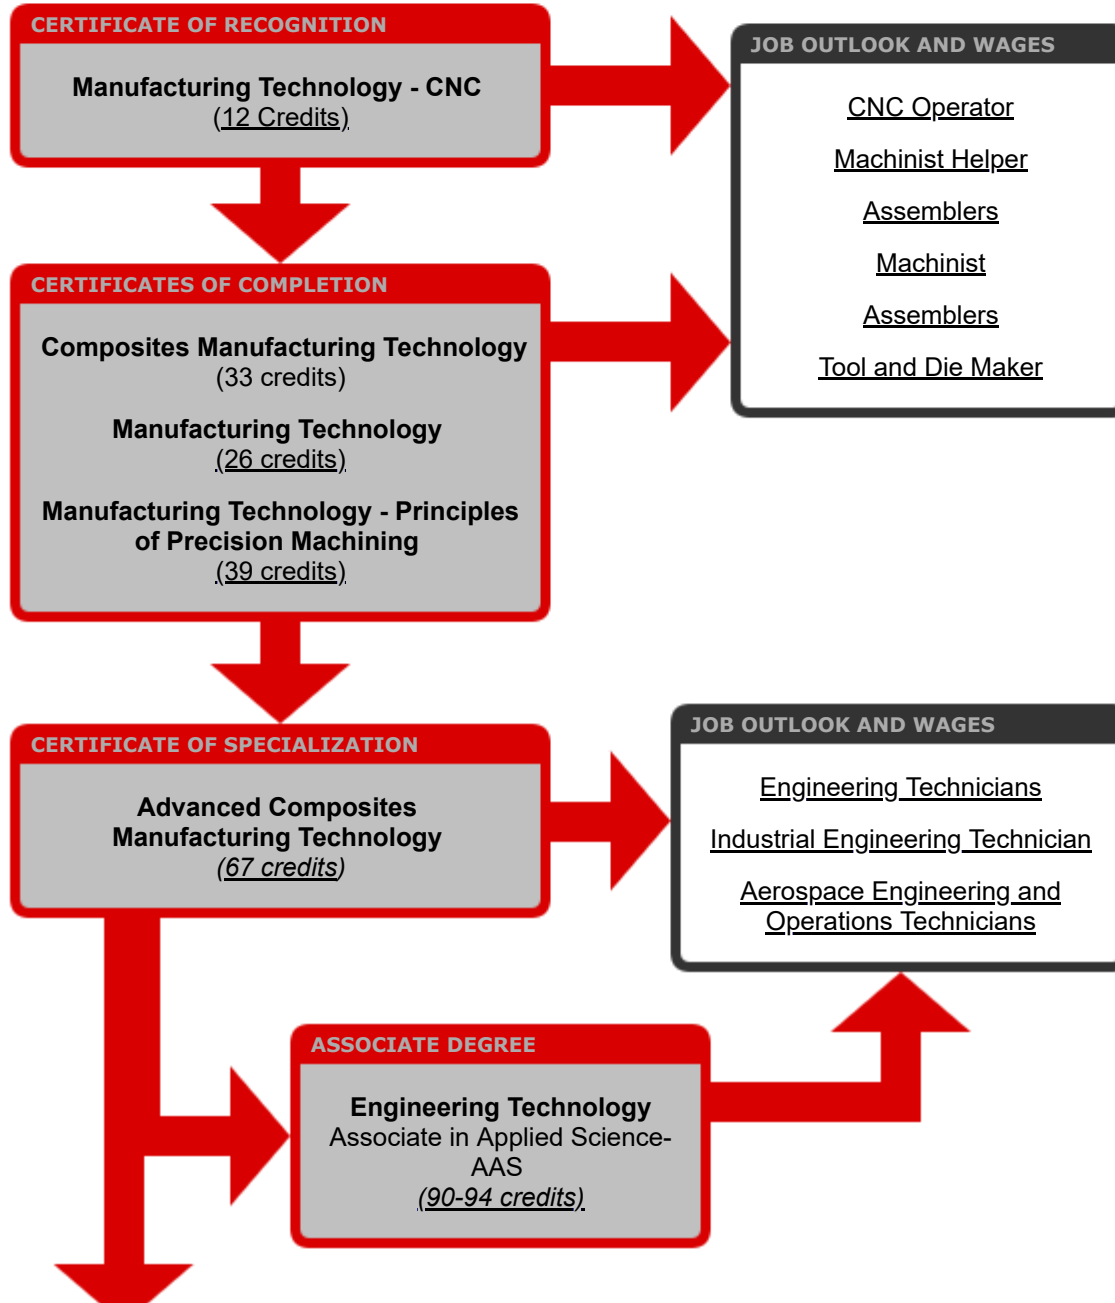 CERTIFICATE OF RECOGNITION
Manufacturing Technology - CNC
(12 Credits)
JOB OUTLOOK AND WAGES
CNC Operator
Machinist Helper
Assemblers
Machinist
Assemblers
Tool and Die Maker
CERTIFICATES OF COMPLETION
Composites Manufacturing Technology
(33 credits)
Manufacturing Technology
(26 credits)
Manufacturing Technology - Principles
of Precision Machining
(39 credits)
CERTIFICATE OF SPECIALIZATION
Advanced Composites
Manufacturing Technology
(67 credits)
JOB OUTLOOK AND WAGES
Engineering Technicians
Industrial Engineering Technician
Aerospace Engineering and
Operations Technicians
ASSOCIATE DEGREE
Engineering Technology
Associate in Applied Science-
AAS
(90-94 credits)